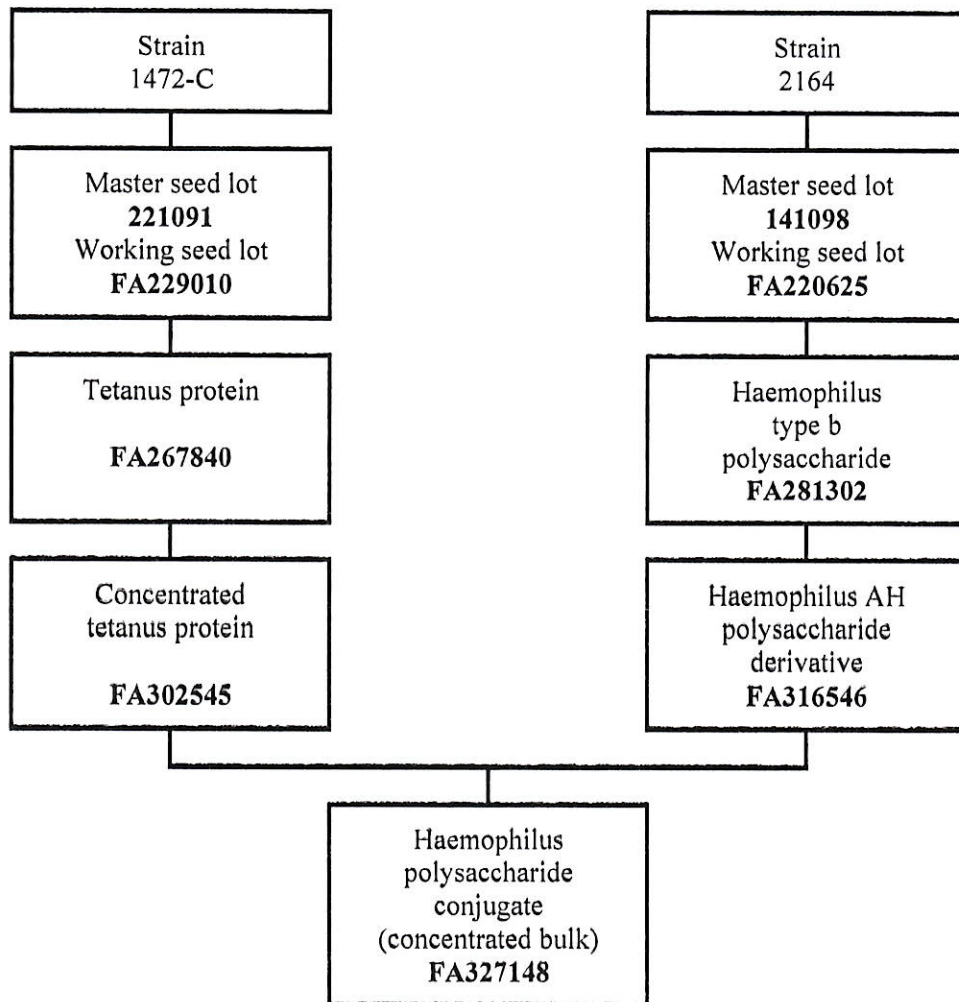 Strain
1472-C
Master seed lot
221091
Working seed lot
FA229010
Tetanus protein
FA267840
Concentrated
tetanus protein
FA302545
Strain
2164
Master seed lot
141098
Working seed lot
FA220625
Haemophilus
type b
polysaccharide
FA281302
Haemophilus AH
polysaccharide
derivative
FA316546
Haemophilus
polysaccharide
conjugate
(concentrated bulk)
FA327148